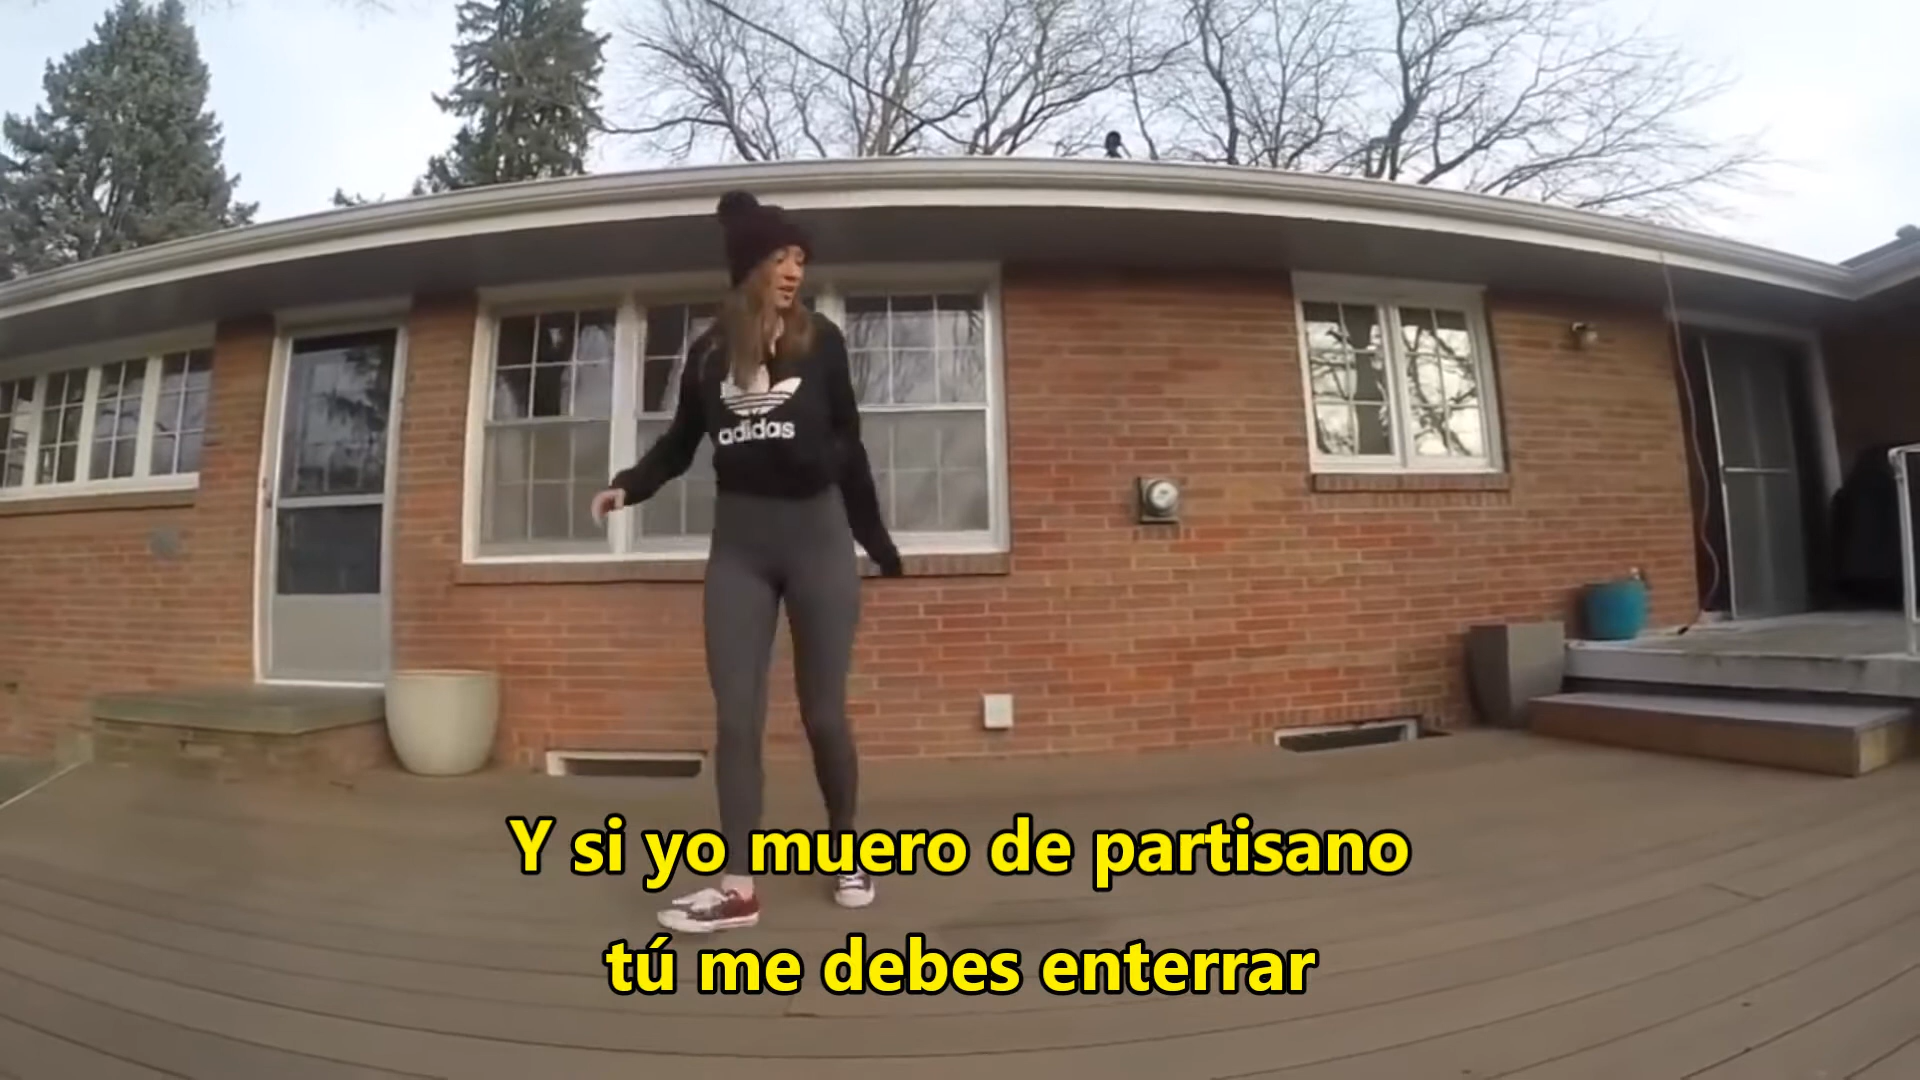 adidas
Y si yo muero de partisano
tú me debes enterrar